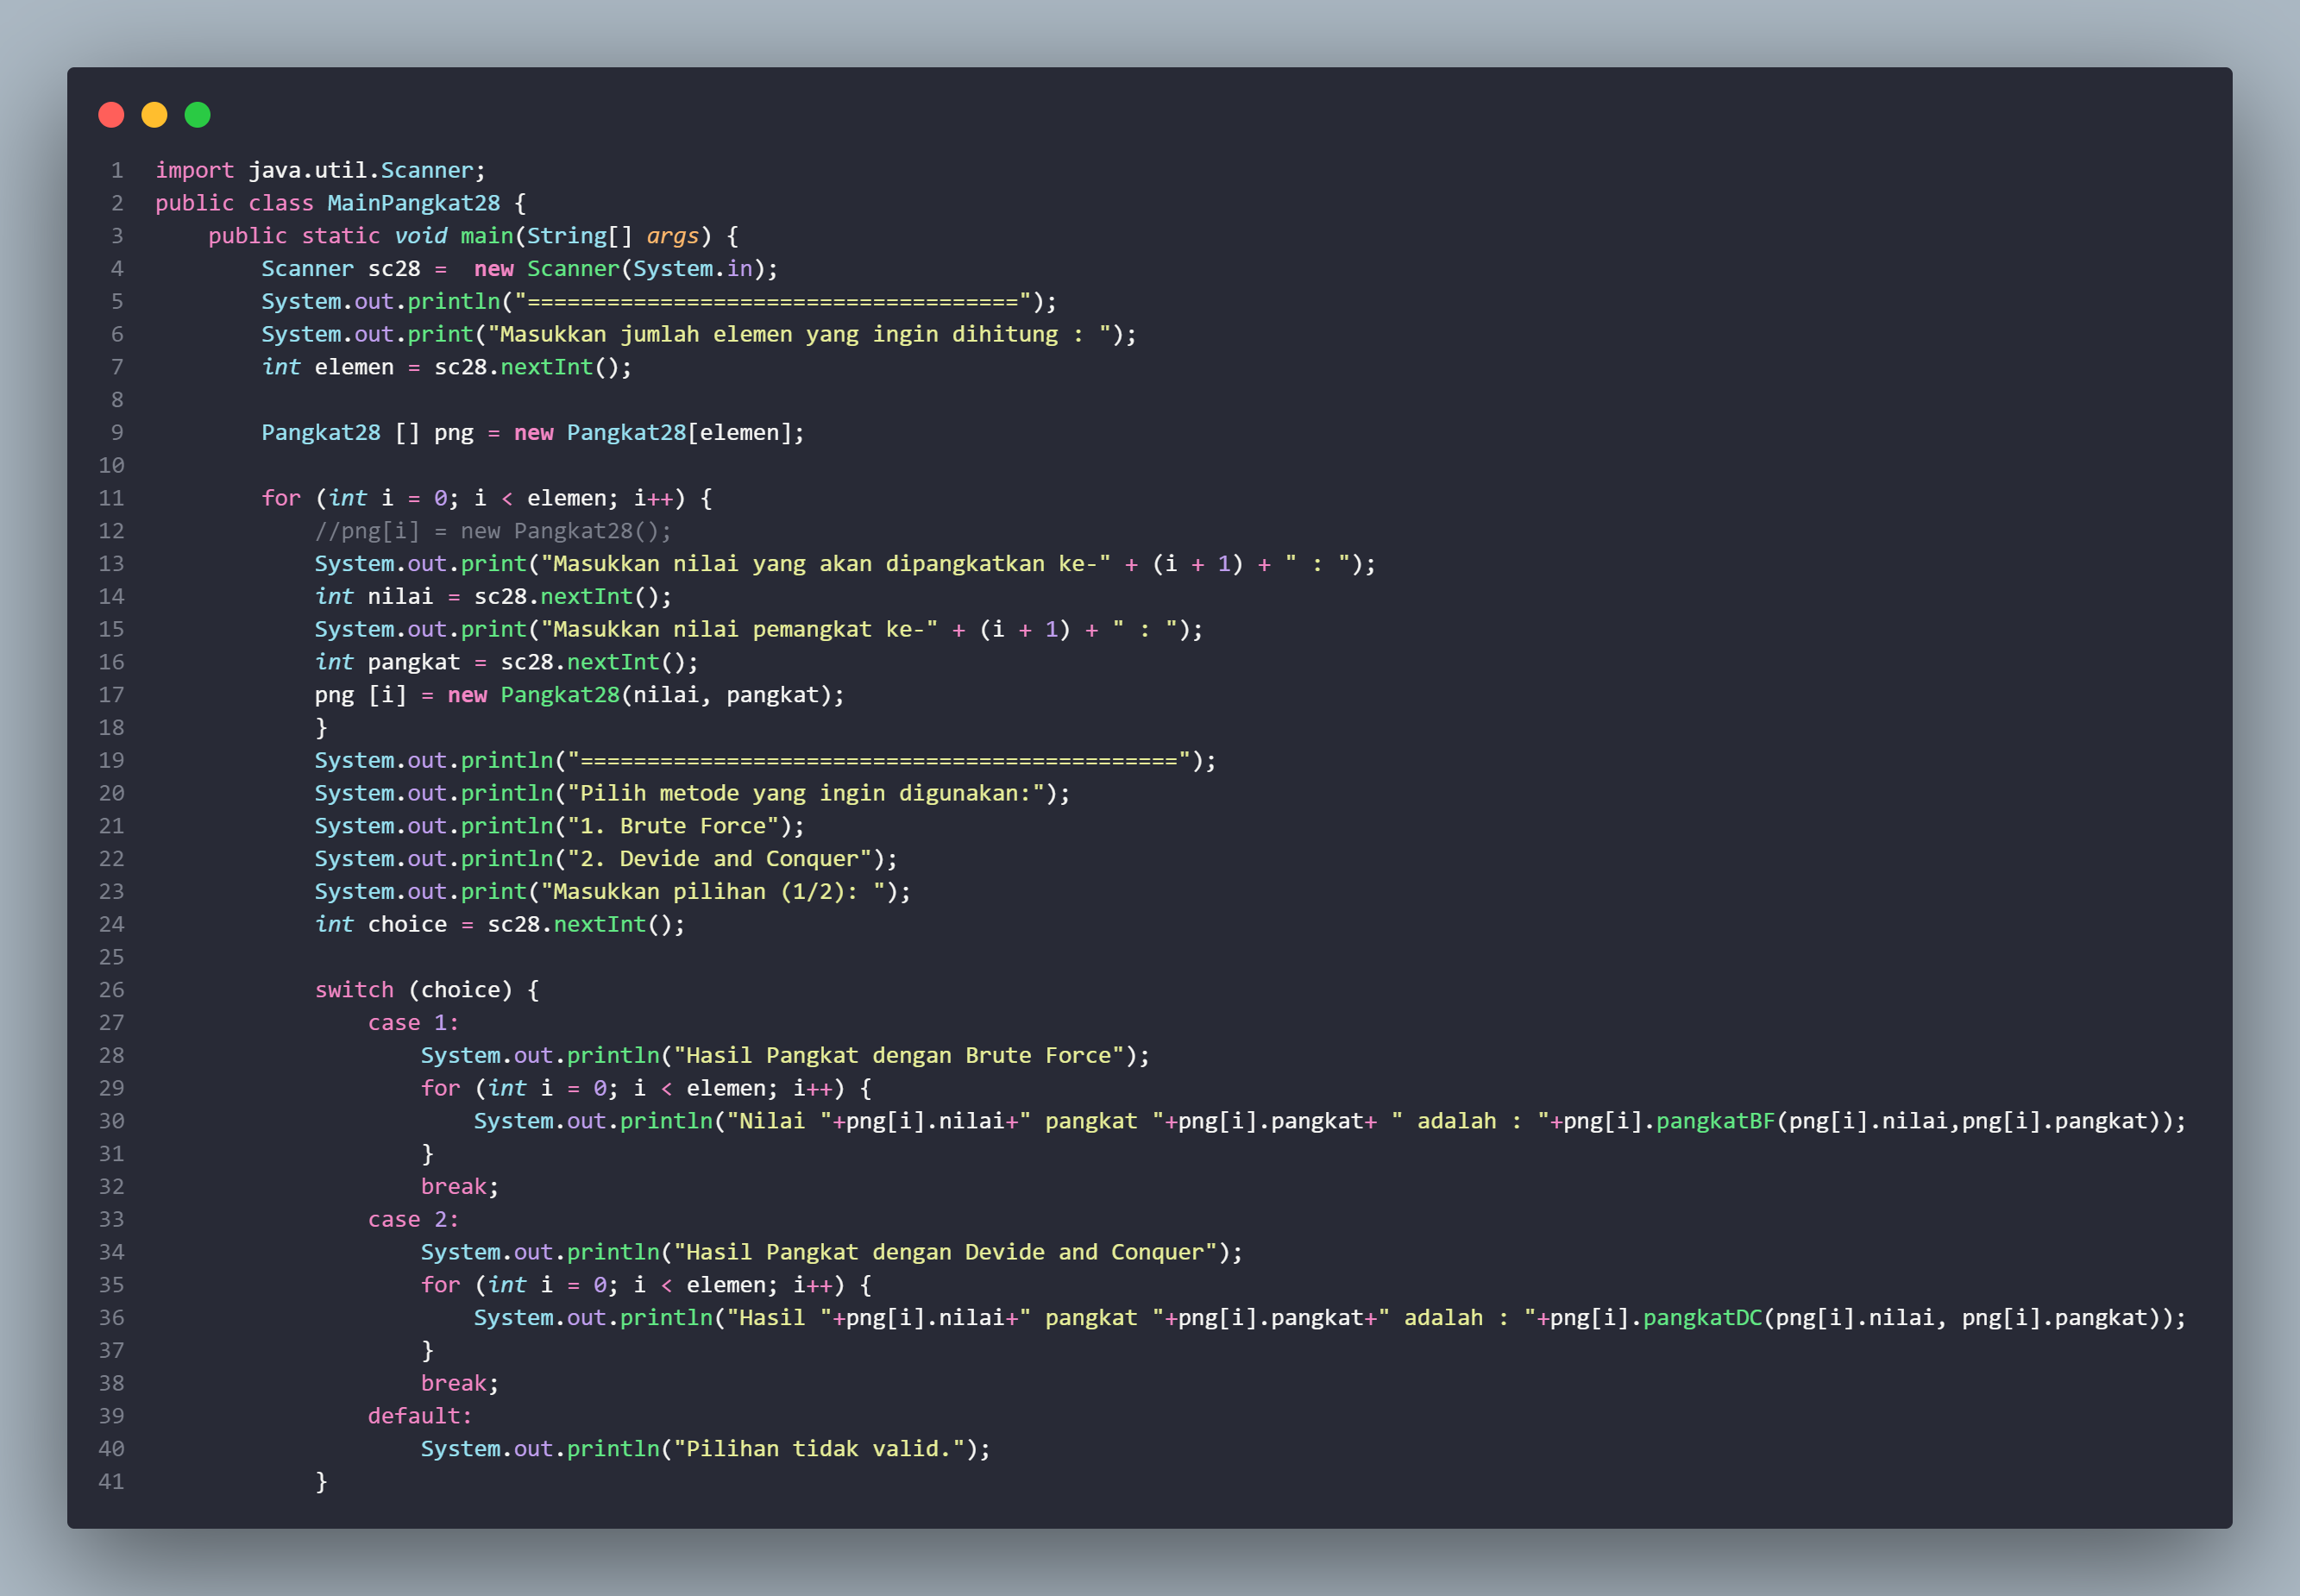 1 import java.util.Scanner;
2 public class MainPangkat28 {
3     public static void main(String[] args) {
4         Scanner sc28 =  new Scanner(System.in);
5         System.out.println("=====================================");
6         System.out.print("Masukkan jumlah elemen yang ingin dihitung : ");
7         int elemen = sc28.nextInt();
8
9         Pangkat28 [] png = new Pangkat28[elemen];
10
11         for (int i = 0; i < elemen; i++) {
12             //png[i] = new Pangkat28();
13             System.out.print("Masukkan nilai yang akan dipangkatkan ke-" + (i + 1) + " : ");
14             int nilai = sc28.nextInt();
15             System.out.print("Masukkan nilai pemangkat ke-" + (i + 1) + " : ");
16             int pangkat = sc28.nextInt();
17             png [i] = new Pangkat28(nilai, pangkat);
18             }
19             System.out.println("=============================================");
20             System.out.println("Pilih metode yang ingin digunakan:");
21             System.out.println("1. Brute Force");
22             System.out.println("2. Devide and Conquer");
23             System.out.print("Masukkan pilihan (1/2): ");
24             int choice = sc28.nextInt();
25
26             switch (choice) {
27                 case 1:
28                     System.out.println("Hasil Pangkat dengan Brute Force");
29                     for (int i = 0; i < elemen; i++) {
30                         System.out.println("Nilai "+png[i].nilai+" pangkat "+png[i].pangkat+ " adalah : "+png[i].pangkatBF(png[i].nilai,png[i].pangkat));
31                     }
32                     break;
33                 case 2:
34                     System.out.println("Hasil Pangkat dengan Devide and Conquer");
35                     for (int i = 0; i < elemen; i++) {
36                         System.out.println("Hasil "+png[i].nilai+" pangkat "+png[i].pangkat+" adalah : "+png[i].pangkatDC(png[i].nilai, png[i].pangkat));
37                     }
38                     break;
39                 default:
40                     System.out.println("Pilihan tidak valid.");
41             }